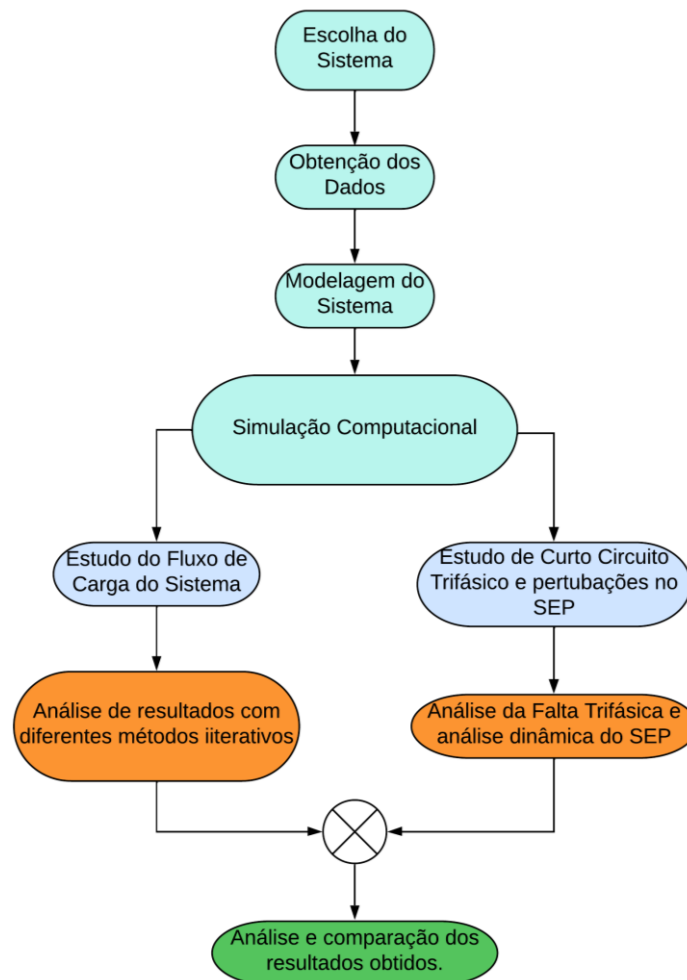 Escolha do
Sistema
Obtenção dos
Dados
Modelagem do
Sistema
Simulação Computacional
Estudo do Fluxo de
Carga do Sistema
Estudo de Curto Circuito
Trifásico e pertubações no
SEP
Análise de resultados com
diferentes métodos iiterativos
Análise da Falta Trifásica e
análise dinâmica do SEP
Análise e comparação dos
resultados obtidos.